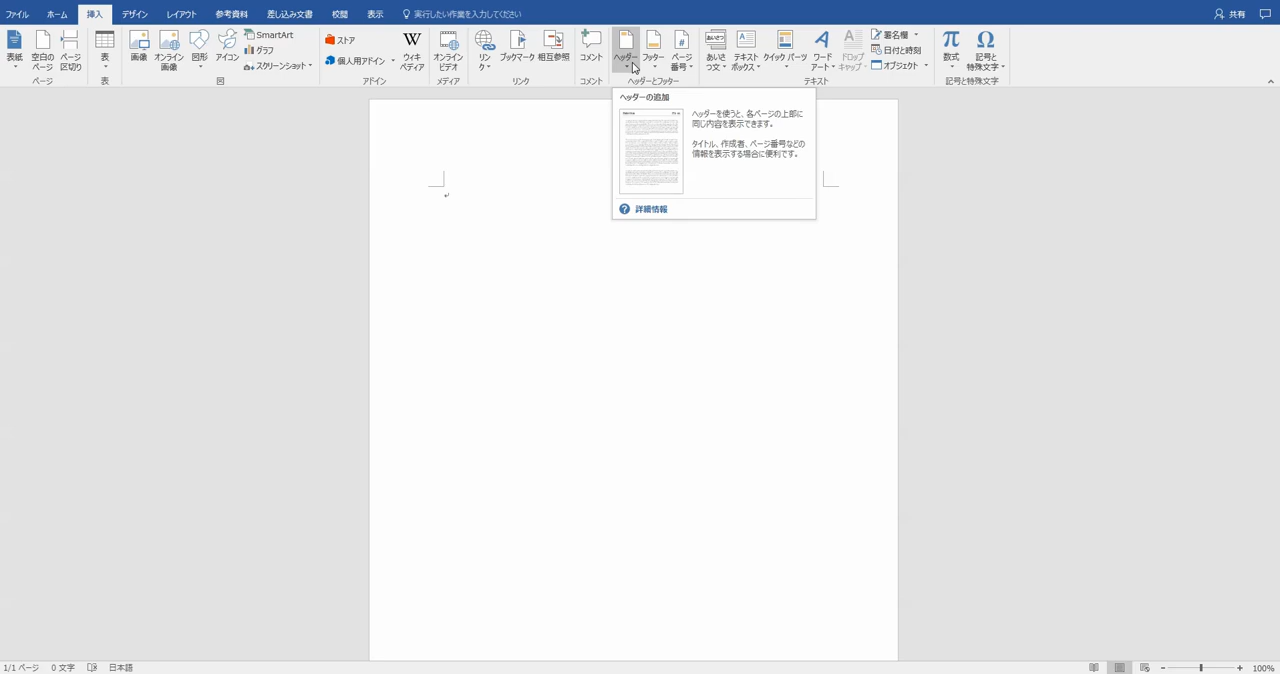 ファイル ホーム 挿入 デザイン レイアウト 参考資料 差し込み文書 校閲 表示 実行したい作業を入力してください 共有
表紙
空白の
ページ
ページ
区切り
ページ
表
表
画像
オンライン
画像
図形
アイコン
SmartArt
グラフ
スクリーンショット
図
ストア
個人用アドイン
W
ウィキ
ペディア
アドイン
オンライン
ビデオ
メディア
リン
ク
ブックマーク
相互参照
リンク
コメント
コメント
ヘッダー
フッター
#
ページ
番号
ヘッダーとフッター
あいさつ
あいさ
つ文
A
テキスト
ボックス
クイック パーツ
A
ワード
アート
A
ドロップ
キャップ
署名欄
日付と時刻
オブジェクト
テキスト
π
数式
Ω
記号と
特殊文字
記号と特殊文字
ヘッダーの追加
ヘッダーを使うと、各ページの上部に
同じ内容を表示できます。
タイトル、作成者、ページ番号などの
情報を表示する場合に便利です。
? 詳細情報
1/1 ページ 0 文字 日本語 - + 100%